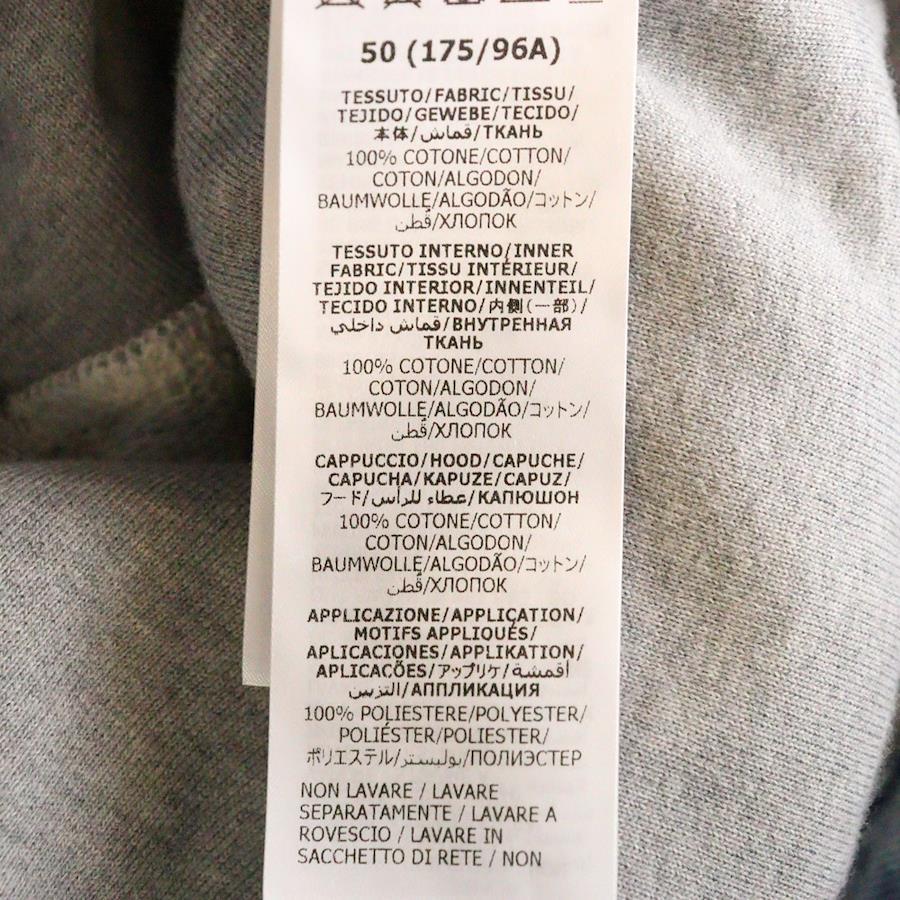 50 (175/96A)
TESSUTO/FABRIC/TISSU/
TEJIDO/GEWEBE/TECIDO/
本体/قماش/ТКАНЬ
100% COTONE/COTTON/
COTON/ALGODON/
BAUMWOLLE/ALGODÃO/コットン/
قطن/ХЛОПОК
TESSUTO INTERNO/INNER
FABRIC/TISSU INTÉRIEUR/
TEJIDO INTERIOR/INNENTEIL/
TECIDO INTERNO/内側(一部)/
قماش داخلي/ВНУТРЕННАЯ
ТКАНЬ
100% COTONE/COTTON/
COTON/ALGODON/
BAUMWOLLE/ALGODÃO/コットン/
قطن/ХЛОПОК
CAPPUCCIO/HOOD/CAPUCHE/
CAPUCHA/KAPUZE/CAPUZ/
フード/غطاء للرأس/КАПЮШОН
100% COTONE/COTTON/
COTON/ALGODON/
BAUMWOLLE/ALGODÃO/コットン/
قطن/ХЛОПОК
APPLICAZIONE/APPLICATION/
MOTIFS APPLIQUÉS/
APLICACIONES/APPLIKATION/
APLICAÇÕES/アップリケ/أقمشة
التزيين/АППЛИКАЦИЯ
100% POLIESTERE/POLYESTER/
POLIÉSTER/POLIESTER/
ポリエステル/بوليستر/ПОЛИЭСТЕР
NON LAVARE / LAVARE
SEPARATAMENTE / LAVARE A
ROVESCIO / LAVARE IN
SACCHETTO DI RETE / NON